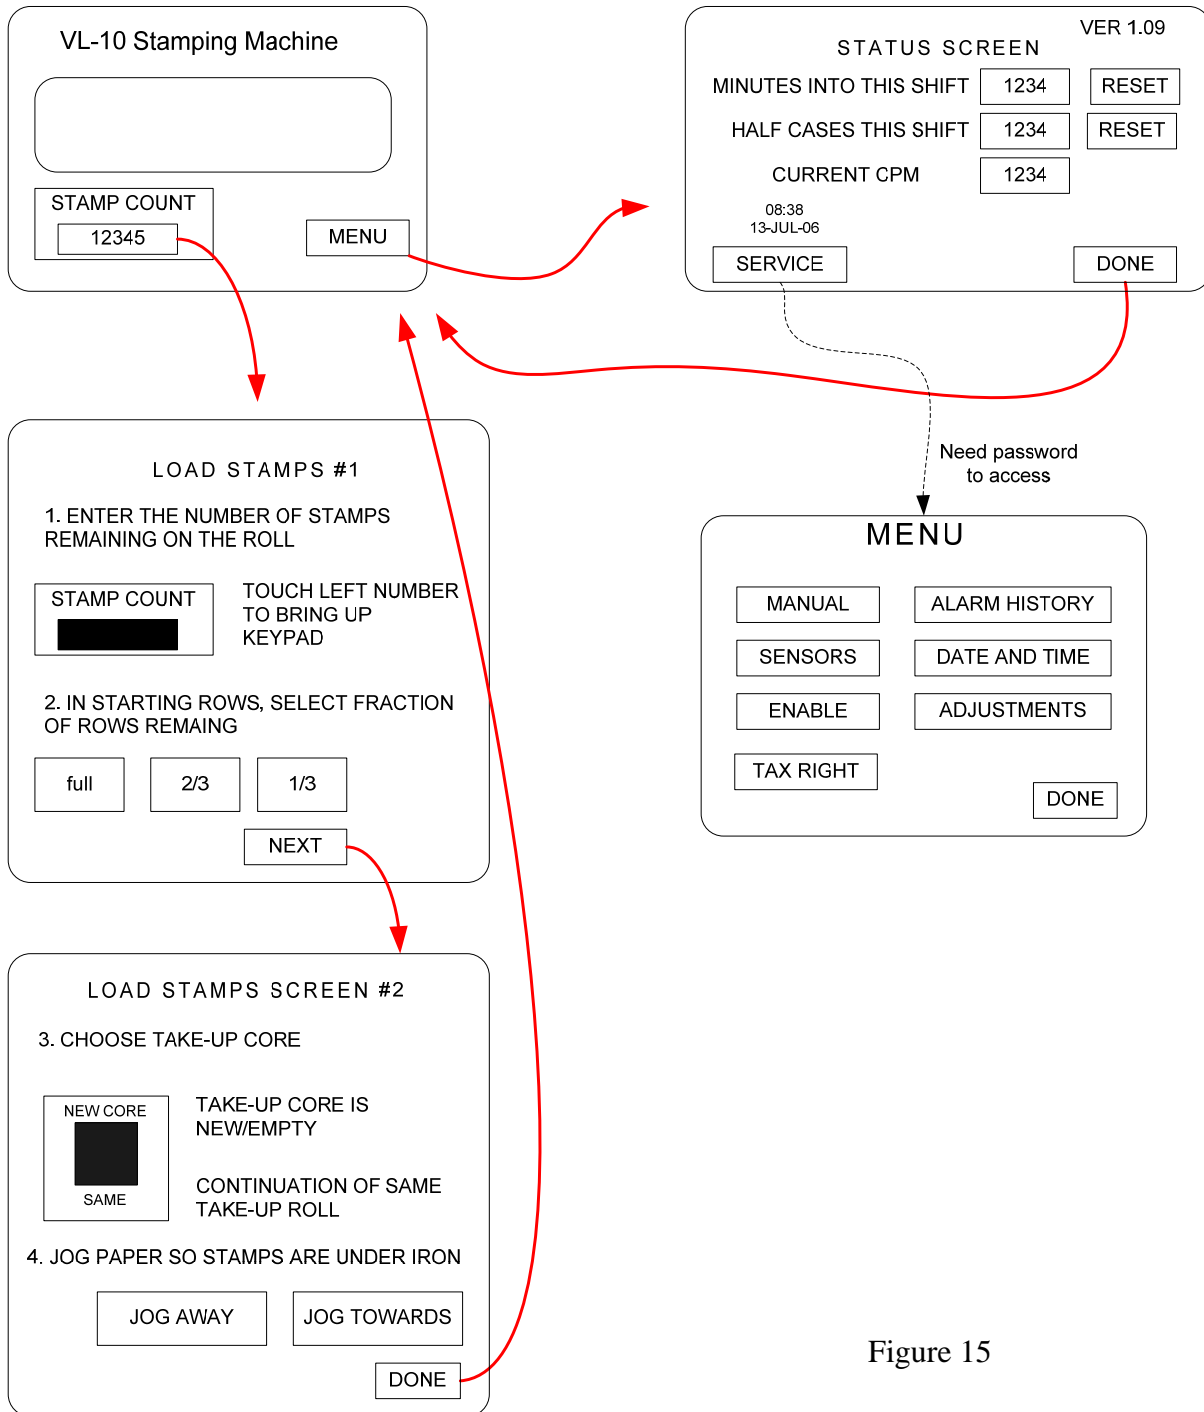 VL-10 Stamping Machine
STAMP COUNT
12345
MENU
VER 1.09
STATUS SCREEN
MINUTES INTO THIS SHIFT 1234 RESET
HALF CASES THIS SHIFT 1234 RESET
CURRENT CPM 1234
08:38
13-JUL-06
SERVICE DONE
Need password
to access
LOAD STAMPS #1
1. ENTER THE NUMBER OF STAMPS
REMAINING ON THE ROLL
STAMP COUNT
TOUCH LEFT NUMBER
TO BRING UP
KEYPAD
2. IN STARTING ROWS, SELECT FRACTION
OF ROWS REMAING
full 2/3 1/3
NEXT
MENU
MANUAL ALARM HISTORY
SENSORS DATE AND TIME
ENABLE ADJUSTMENTS
TAX RIGHT
DONE
LOAD STAMPS SCREEN #2
3. CHOOSE TAKE-UP CORE
NEW CORE
SAME
TAKE-UP CORE IS
NEW/EMPTY
CONTINUATION OF SAME
TAKE-UP ROLL
4. JOG PAPER SO STAMPS ARE UNDER IRON
JOG AWAY JOG TOWARDS
DONE
Figure 15